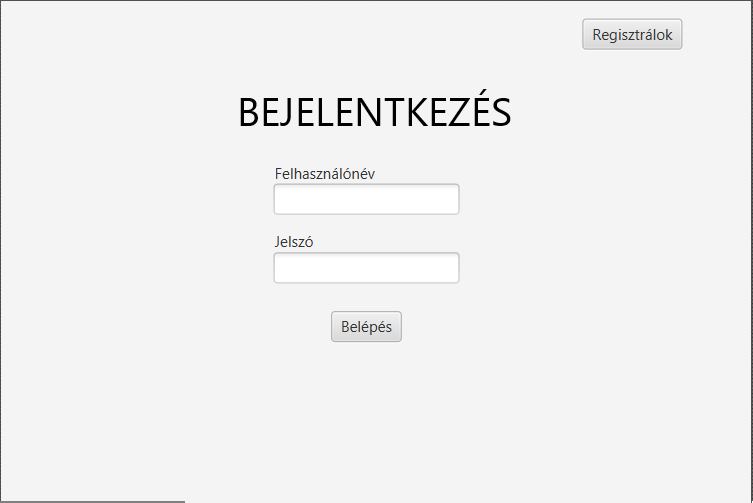 Regisztrálok
BEJELENTKEZÉS
Felhasználónév
Jelszó
Belépés